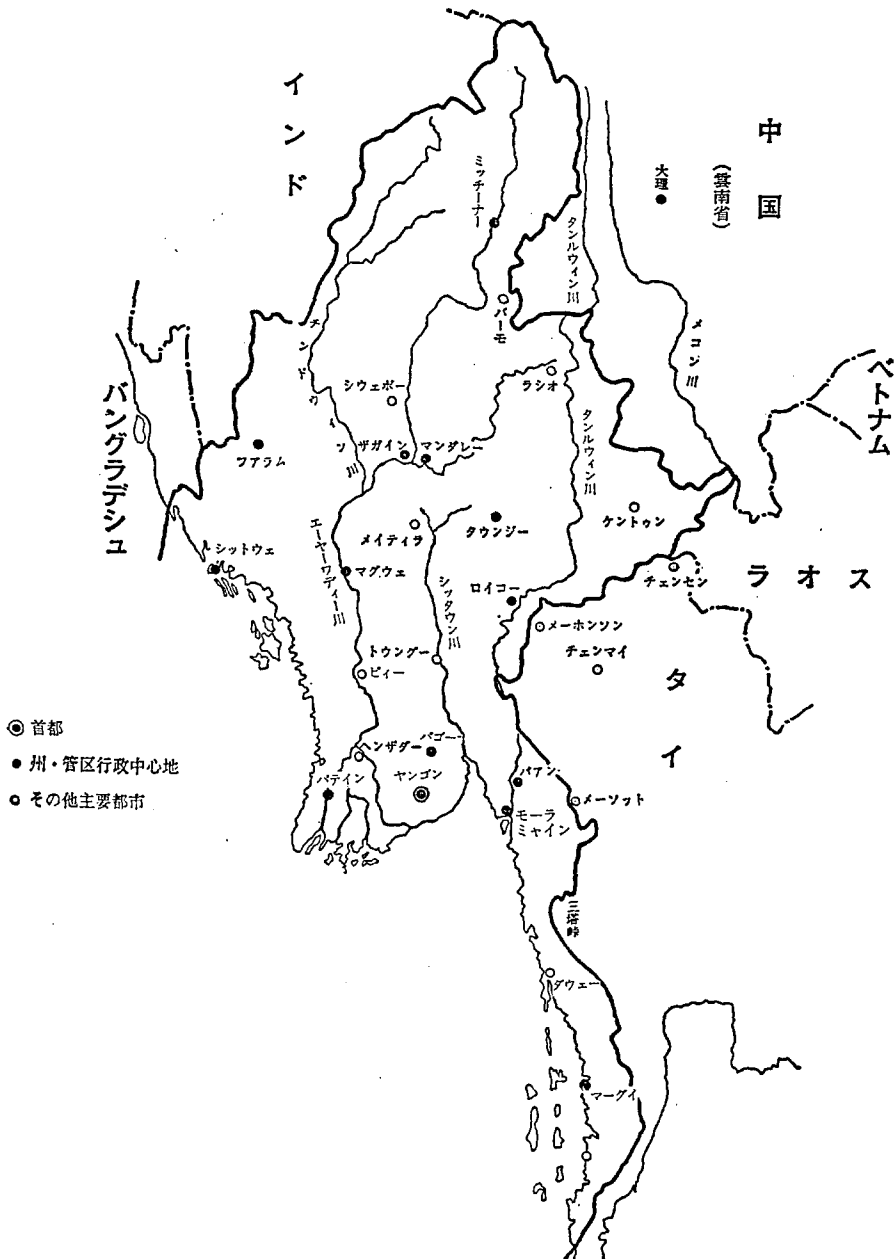 インド
中国
(雲南省)
大理
ミッチーナー
タンルウィン川
バーモ
メコン川
ベトナム
チンドウィン川
シウェボー
ラシオ
バングラデシュ
ファラム
ザガイン
マンダレー
タンルウィン川
エーヤーワディー川
メイティラ
タウンジー
ケントゥン
シットウェ
マグウェ
シッタウン川
ロイコー
チェンセン
ラオス
メーホンソン
チェンマイ
トウングー
ピィー
タイ
首都
州・管区行政中心地
その他主要都市
ヘンザダー
バゴー
パテイン
ヤンゴン
パアン
メーソット
モーラ
ミャイン
三塔峠
ダウェー
マーグイ